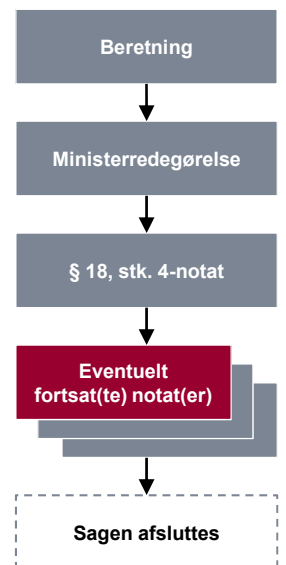 Beretning
Ministerredegørelse
§ 18, stk. 4-notat
Eventuelt
fortsat(te) notat(er)
Sagen afsluttes